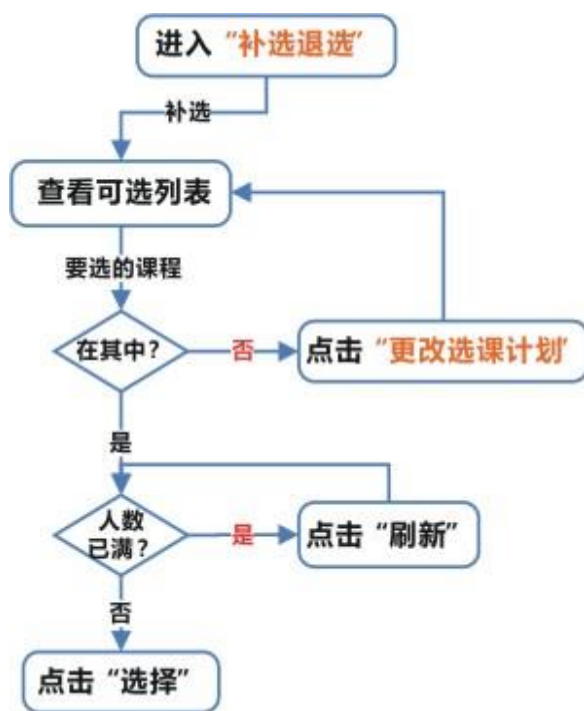 进入“补选退选”
补选
查看可选列表
要选的课程
在其中？
否
点击“更改选课计划’
是
人数
已满？
是
点击“刷新”
否
点击“选择”